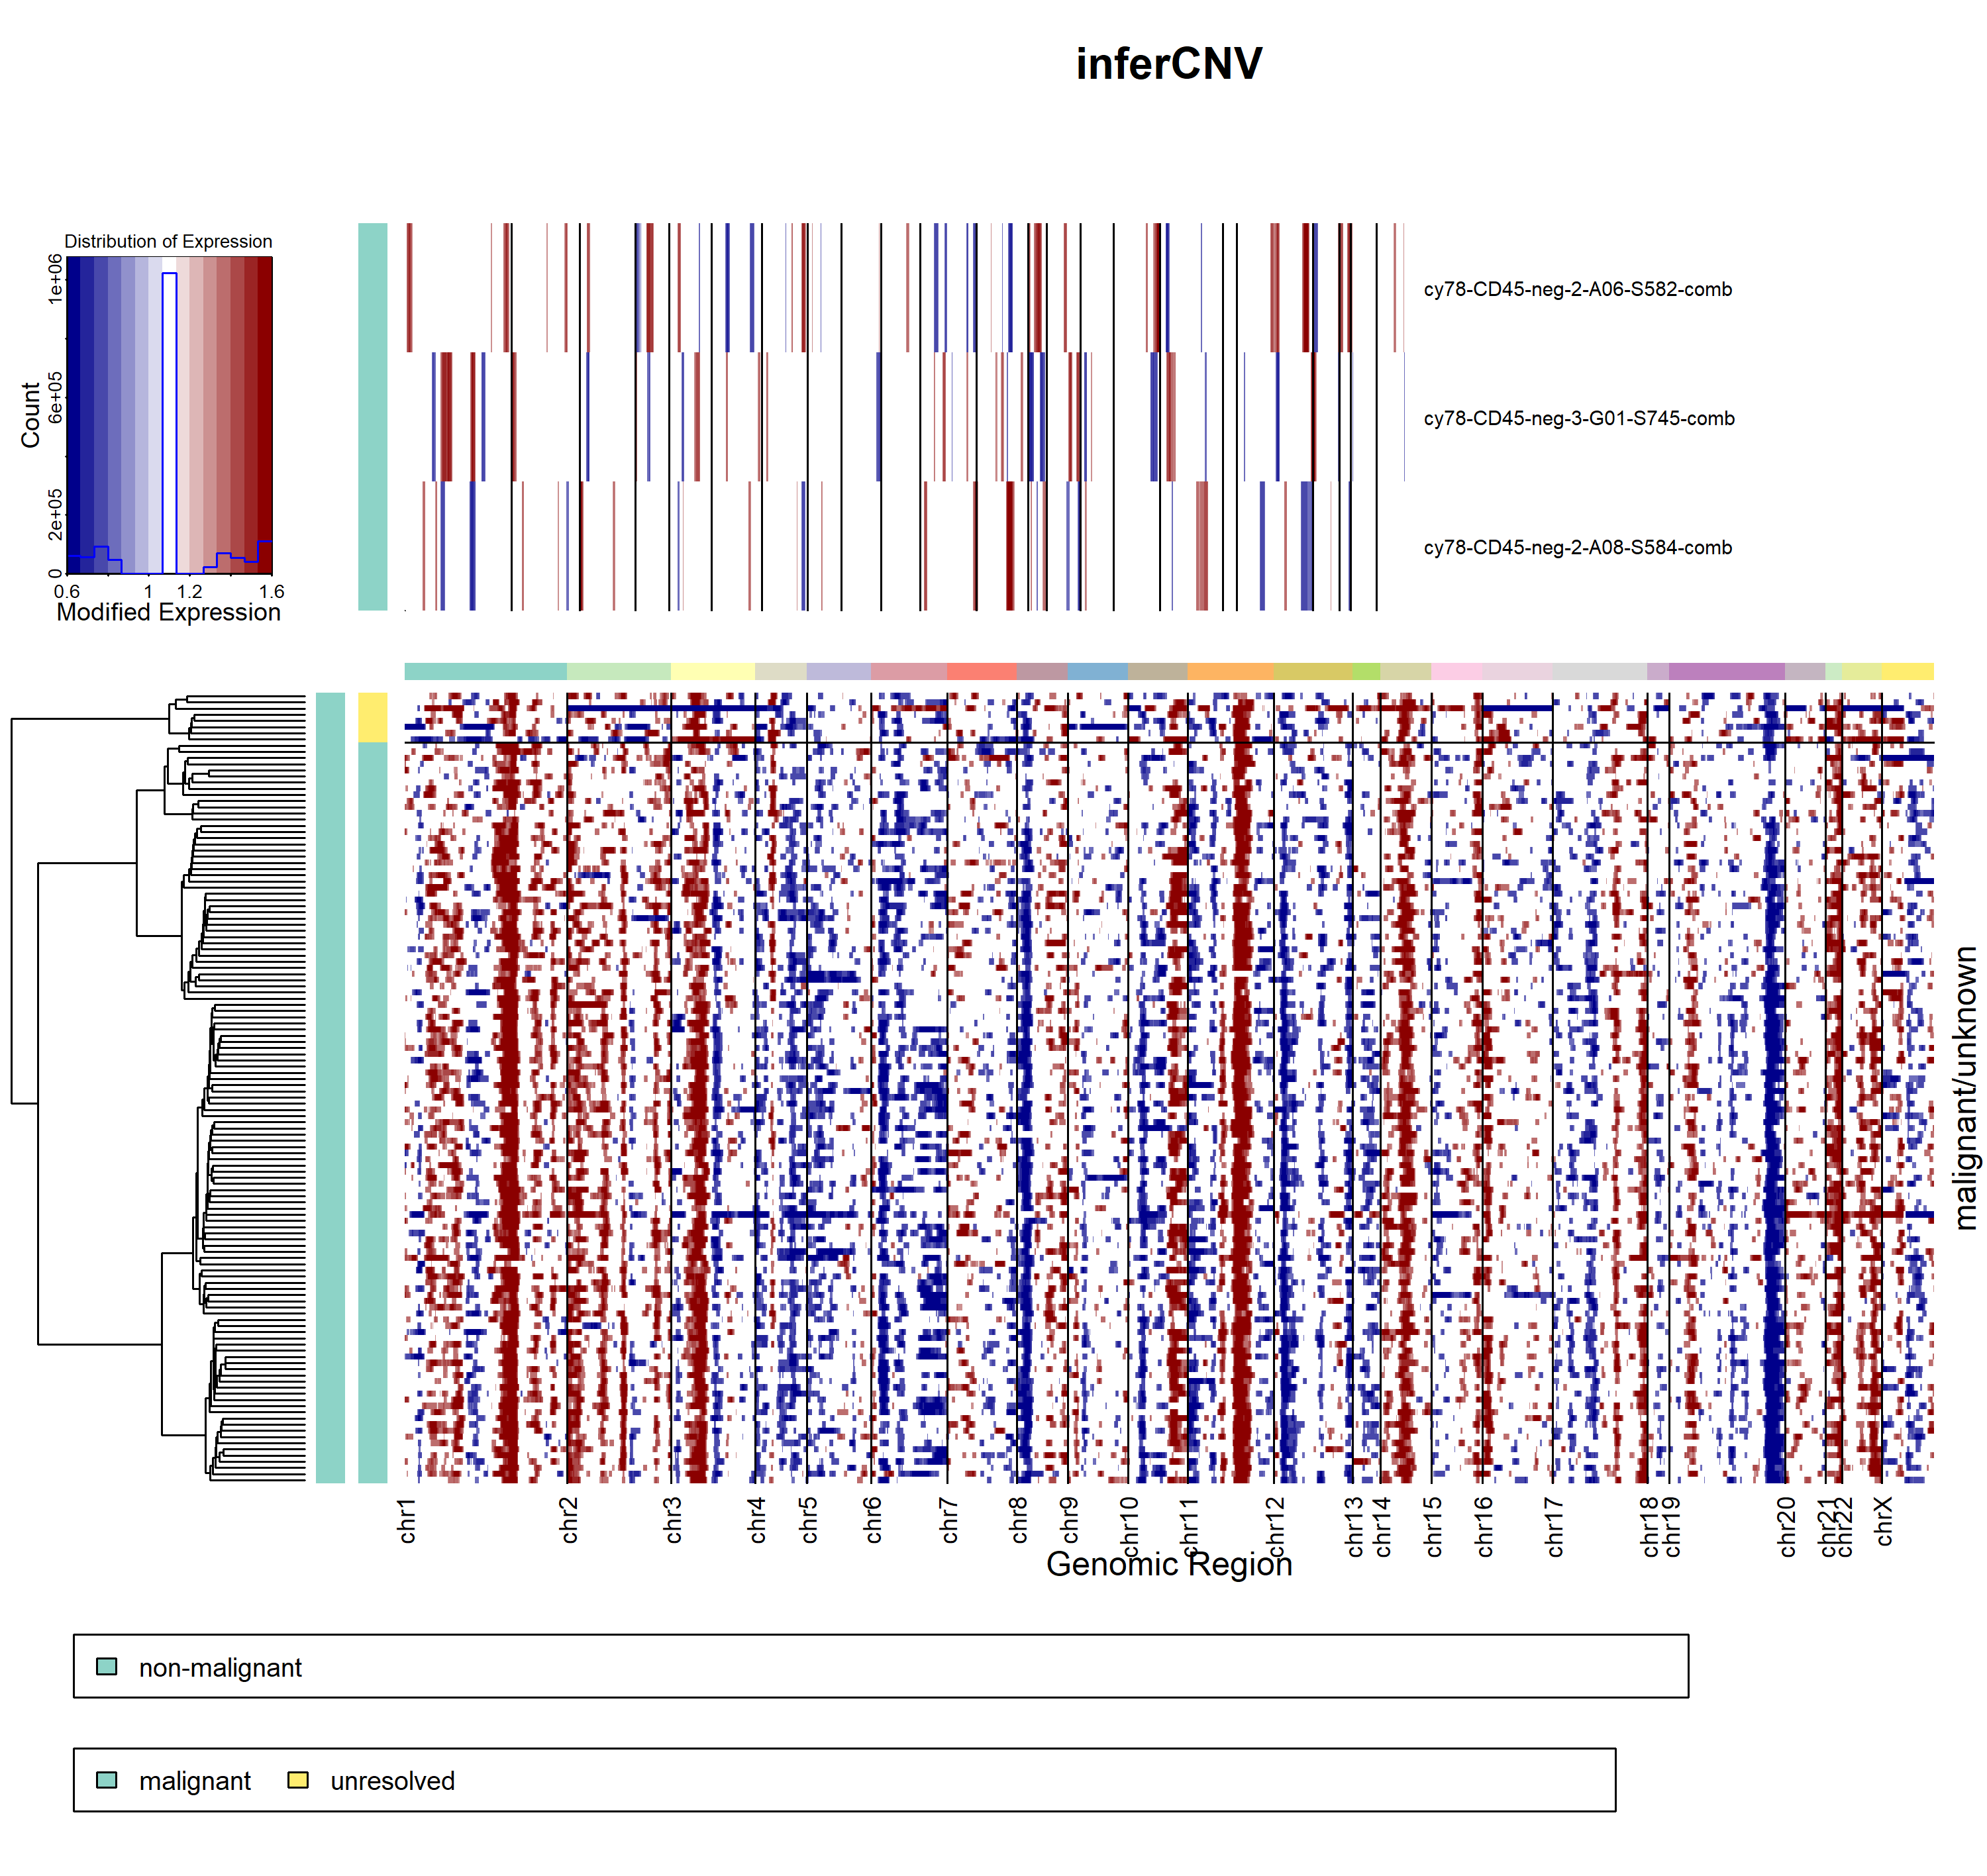 inferCNV
Distribution of Expression
Count
0
2e+05
6e+05
1e+06
0.6
1
1.2
1.6
Modified Expression
cy78-CD45-neg-2-A06-S582-comb
cy78-CD45-neg-3-G01-S745-comb
cy78-CD45-neg-2-A08-S584-comb
malignant/unknown
chr1
chr2
chr3
chr4
chr5
chr6
chr7
chr8
chr9
chr10
chr11
chr12
chr13
chr14
chr15
chr16
chr17
chr18
chr19
chr20
chr21
chr22
chrX
Genomic Region
non-malignant
malignant unresolved